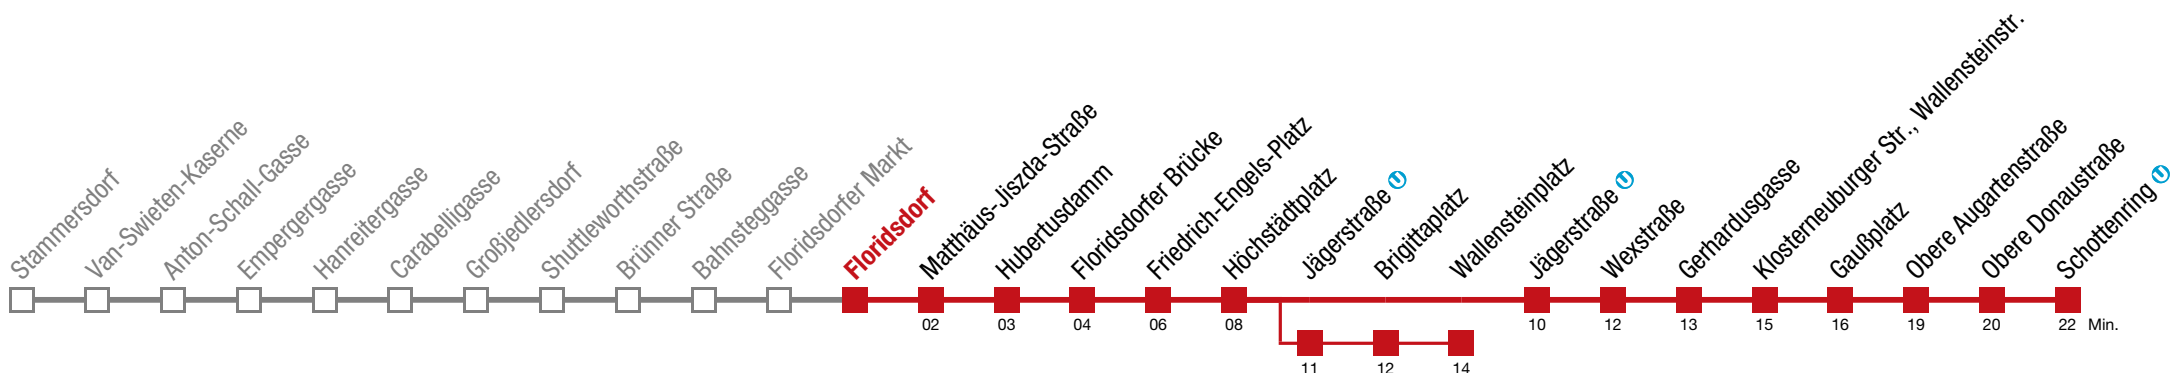 Stammersdorf
Van-Swieten-Kaserne
Anton-Schall-Gasse
Empergergasse
Hanreitergasse
Carabelligasse
Großjedlersdorf
Shuttleworthstraße
Brünner Straße
Bahnsteggasse
Floridsdorfer Markt
Floridsdorf
Matthäus-Jiszda-Straße
Hubertusdamm
Floridsdorfer Brücke
Friedrich-Engels-Platz
Höchstädtplatz
Jägerstraße
Brigittaplatz
Wallensteinplatz
Jägerstraße
Wexstraße
Gerhardusgasse
Klosterneuburger Str., Wallensteinstr.
Gaußplatz
Obere Augartenstraße
Obere Donaustraße
Schottenring
02 03 04 06 08 10 12 13 15 16 19 20 22 Min.
11 12 14